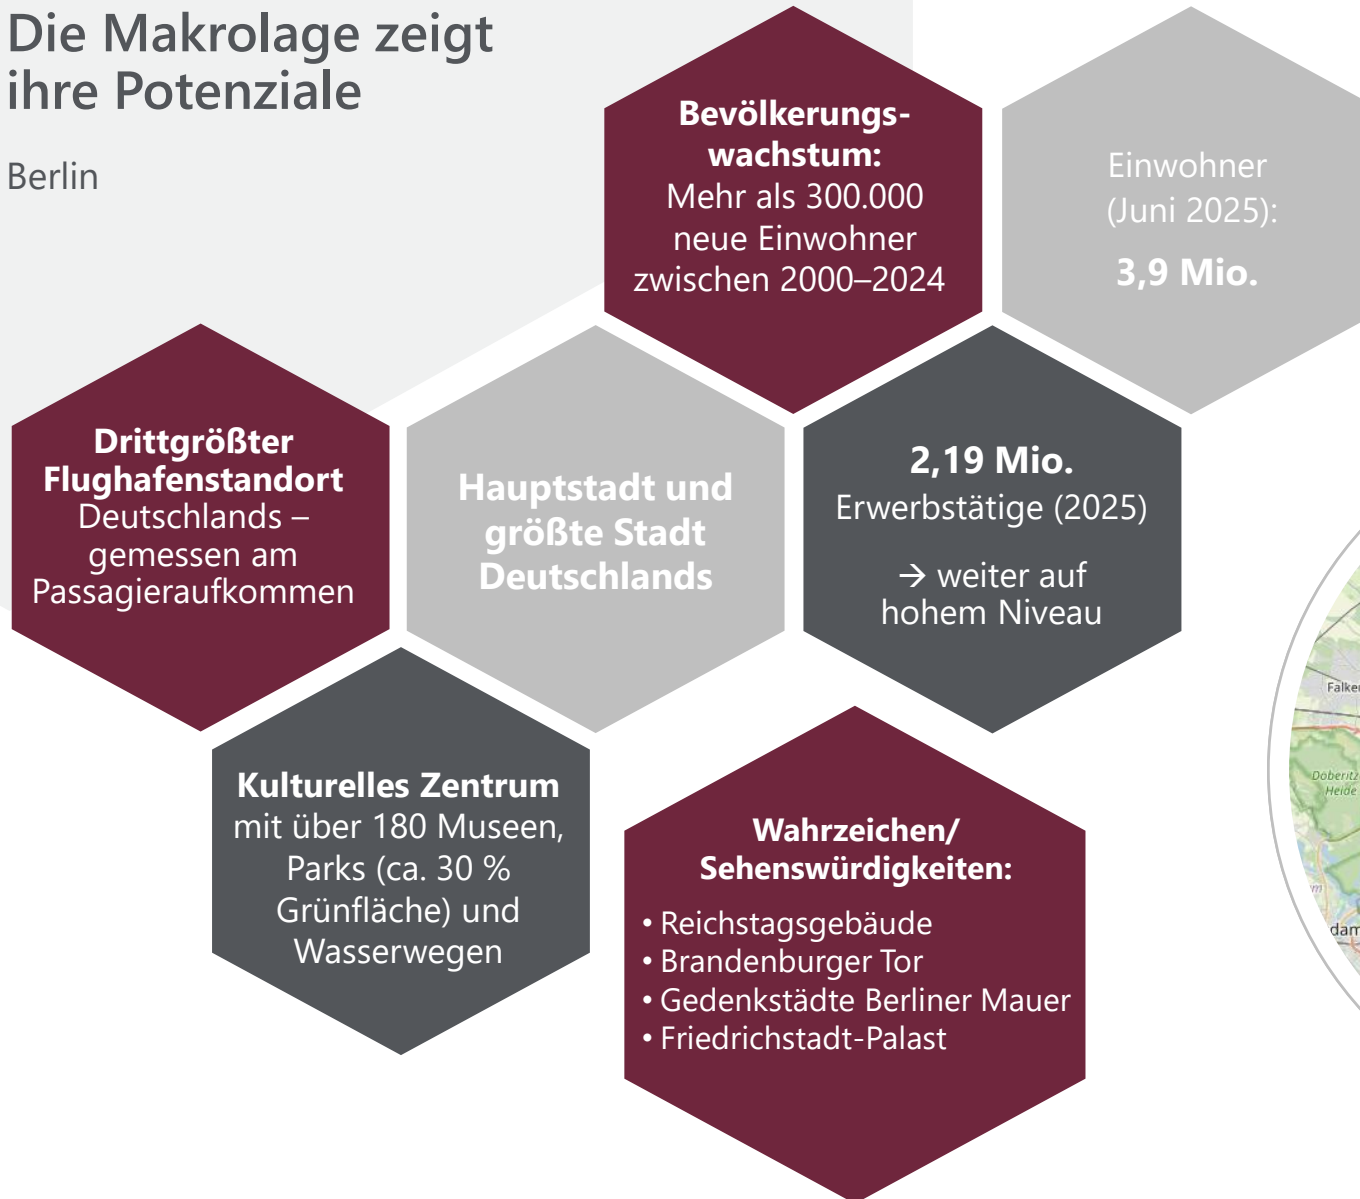 Die Makrolage zeigt
ihre Potenziale
Berlin
Bevölkerungs-
wachstum:
Mehr als 300.000
neue Einwohner
zwischen 2000–2024
Einwohner
(Juni 2025):
3,9 Mio.
Drittgrößter
Flughafenstandort
Deutschlands –
gemessen am
Passagieraufkommen
Hauptstadt und
größte Stadt
Deutschlands
2,19 Mio.
Erwerbstätige (2025)
→ weiter auf
hohem Niveau
Kulturelles Zentrum
mit über 180 Museen,
Parks (ca. 30 %
Grünfläche) und
Wasserwegen
Wahrzeichen/
Sehenswürdigkeiten:
• Reichstagsgebäude
• Brandenburger Tor
• Gedenkstädte Berliner Mauer
• Friedrichstadt-Palast
Falken
Döberitz
Heide
dam